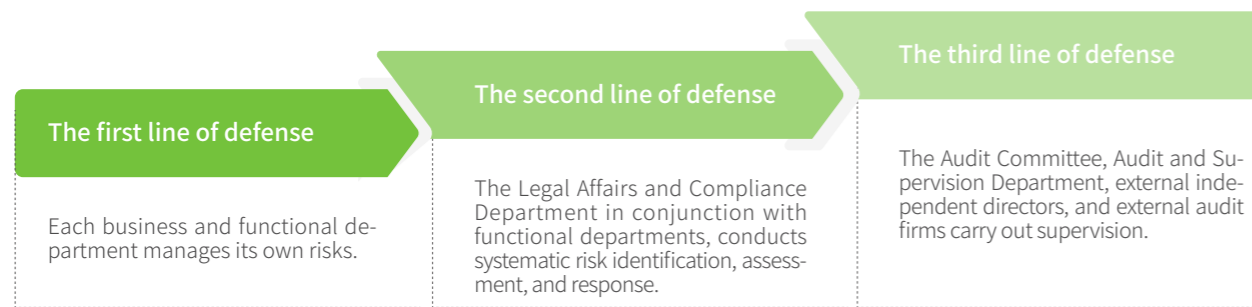 The first line of defense
Each business and functional de-
partment manages its own risks.
The second line of defense
The Legal Affairs and Compliance
Department in conjunction with
functional departments, conducts
systematic risk identification, assess-
ment, and response.
The third line of defense
The Audit Committee, Audit and Su-
pervision Department, external inde-
pendent directors, and external audit
firms carry out supervision.